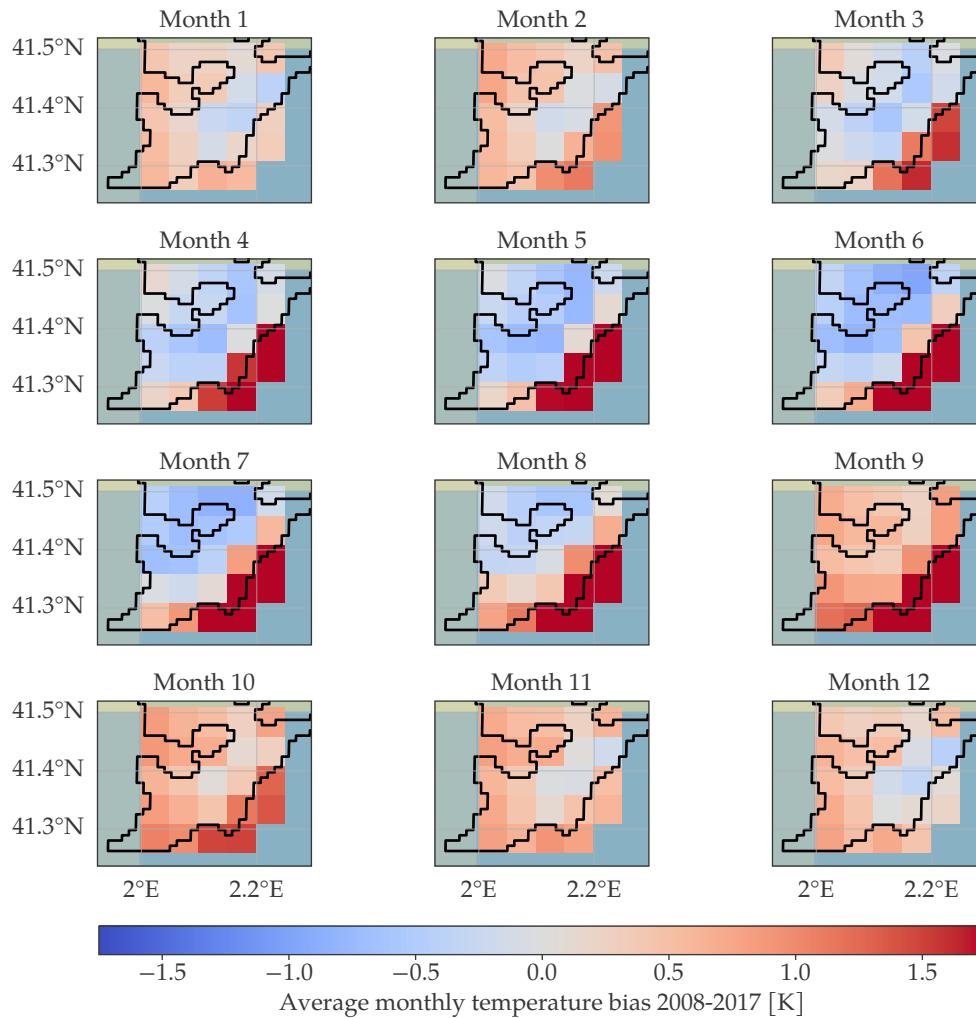 Month 1
Month 2
Month 3
41.5°N
41.4°N
41.3°N
Month 4
Month 5
Month 6
41.5°N
41.4°N
41.3°N
Month 7
Month 8
Month 9
41.5°N
41.4°N
41.3°N
Month 10
Month 11
Month 12
41.5°N
41.4°N
41.3°N
2°E 2.2°E 2°E 2.2°E 2°E 2.2°E
−1.5 −1.0 −0.5 0.0 0.5 1.0 1.5
Average monthly temperature bias 2008-2017 [K]